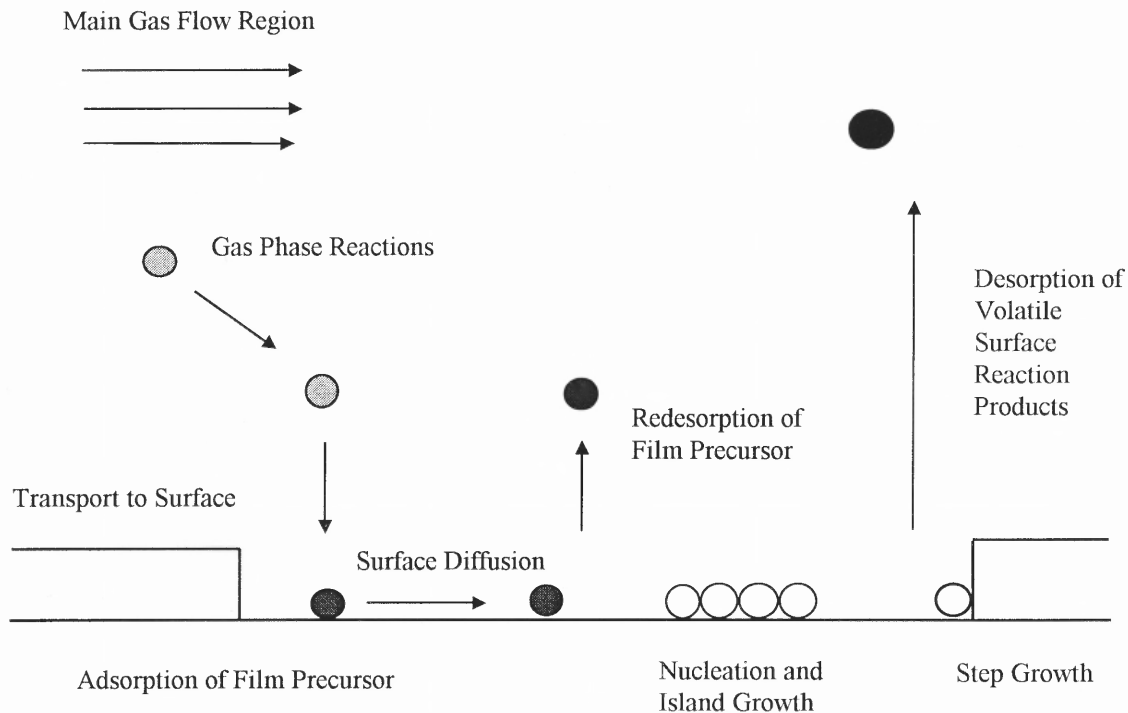 Main Gas Flow Region
Gas Phase Reactions
Desorption of
Volatile
Surface
Reaction
Products
Redesorption of
Film Precursor
Transport to Surface
Surface Diffusion
Adsorption of Film Precursor
Nucleation and
Island Growth
Step Growth